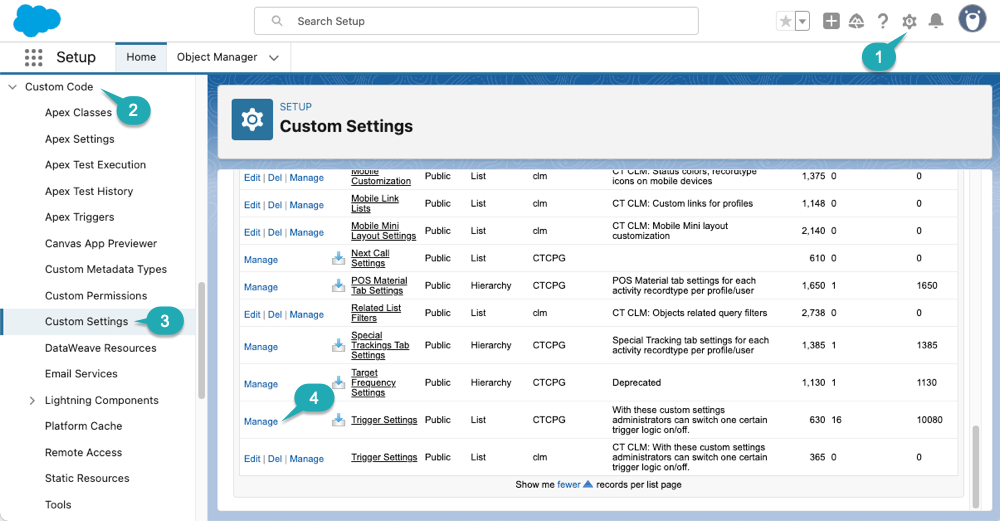 Search Setup
1
Setup
Home
Object Manager
Custom Code
2
Apex Classes
Apex Settings
Apex Test Execution
Apex Test History
Apex Triggers
Canvas App Previewer
Custom Metadata Types
Custom Permissions
Custom Settings
3
DataWeave Resources
Email Services
Lightning Components
Platform Cache
Remote Access
Static Resources
Tools
SETUP
Custom Settings
Edit | Del | Manage Mobile Customization Public List clm CT CLM: Status colors, recordtype icons on mobile devices 1,375 0 0
Edit | Del | Manage Mobile Link Lists Public List clm CT CLM: Custom links for profiles 1,148 0 0
Edit | Del | Manage Mobile Mini Layout Settings Public List clm CT CLM: Mobile Mini layout customization 2,140 0 0
Manage Next Call Settings Public List CTCPG 610 0 0
Manage POS Material Tab Settings Public Hierarchy CTCPG POS Material tab settings for each activity recordtype per profile/user 1,650 1 1650
Edit | Del | Manage Related List Filters Public List clm CT CLM: Objects related query filters 2,738 0 0
Manage Special Trackings Tab Settings Public Hierarchy CTCPG Special Tracking tab settings for each activity recordtype per profile/user 1,385 1 1385
Manage Target Frequency Settings Public Hierarchy CTCPG Deprecated 1,130 1 1130
4
Manage Trigger Settings Public List CTCPG With these custom settings administrators can switch one certain trigger logic on/off. 630 16 10080
Edit | Del | Manage Trigger Settings Public List clm CT CLM: With these custom settings administrators can switch one certain trigger logic on/off. 365 0 0
Show me fewer records per list page